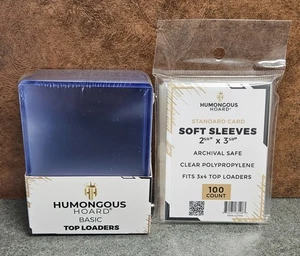 HUMONGOUS
HOARD
BASIC
TOP LOADERS
HUMONGOUS
HOARD
STANDARD CARD
SOFT SLEEVES
ARCHIVAL SAFE
CLEAR POLYPROPYLENE
FITS 3x4 TOP LOADERS
100
COUNT